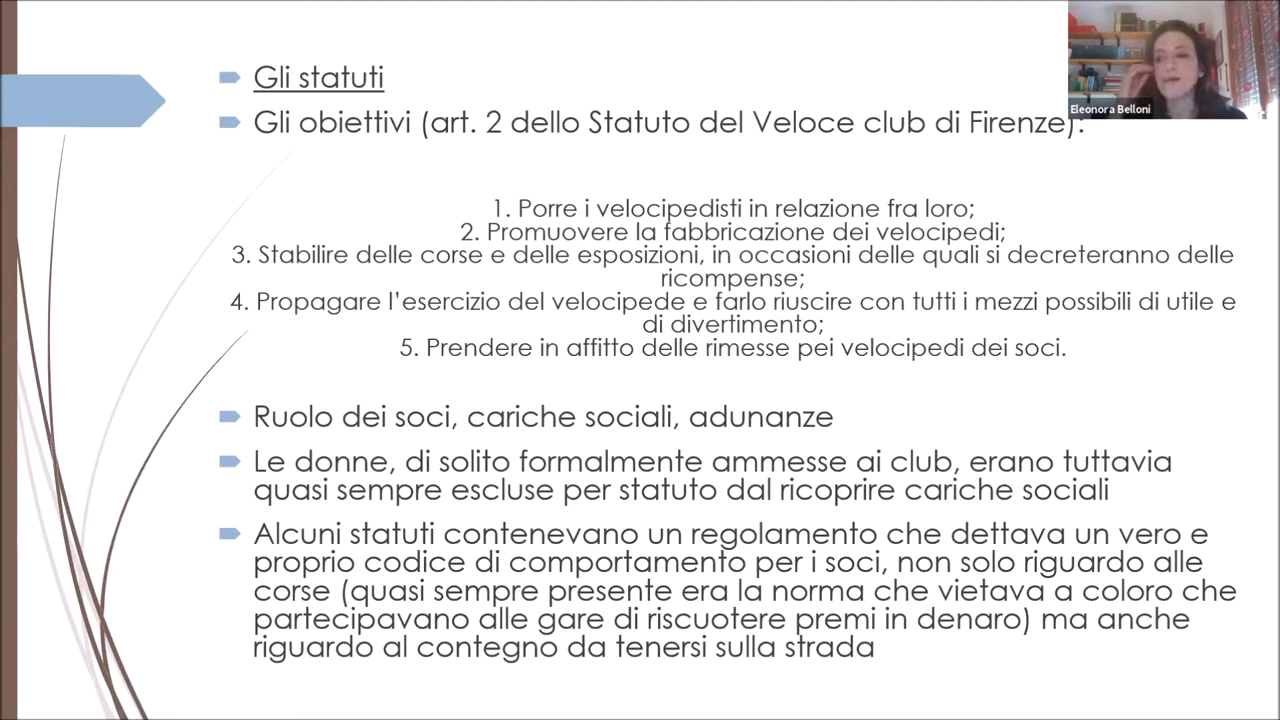 Gli statuti
Eleonora Belloni
Gli obiettivi (art. 2 dello Statuto del Veloce club di Firenze):
1. Porre i velocipedisti in relazione fra loro;
2. Promuovere la fabbricazione dei velocipedi;
3. Stabilire delle corse e delle esposizioni, in occasioni delle quali si decreteranno delle
ricompense;
4. Propagare l’esercizio del velocipede e farlo riuscire con tutti i mezzi possibili di utile e
di divertimento;
5. Prendere in affitto delle rimesse pei velocipedi dei soci.
Ruolo dei soci, cariche sociali, adunanze
Le donne, di solito formalmente ammesse ai club, erano tuttavia
quasi sempre escluse per statuto dal ricoprire cariche sociali
Alcuni statuti contenevano un regolamento che dettava un vero e
proprio codice di comportamento per i soci, non solo riguardo alle
corse (quasi sempre presente era la norma che vietava a coloro che
partecipavano alle gare di riscuotere premi in denaro) ma anche
riguardo al contegno da tenersi sulla strada